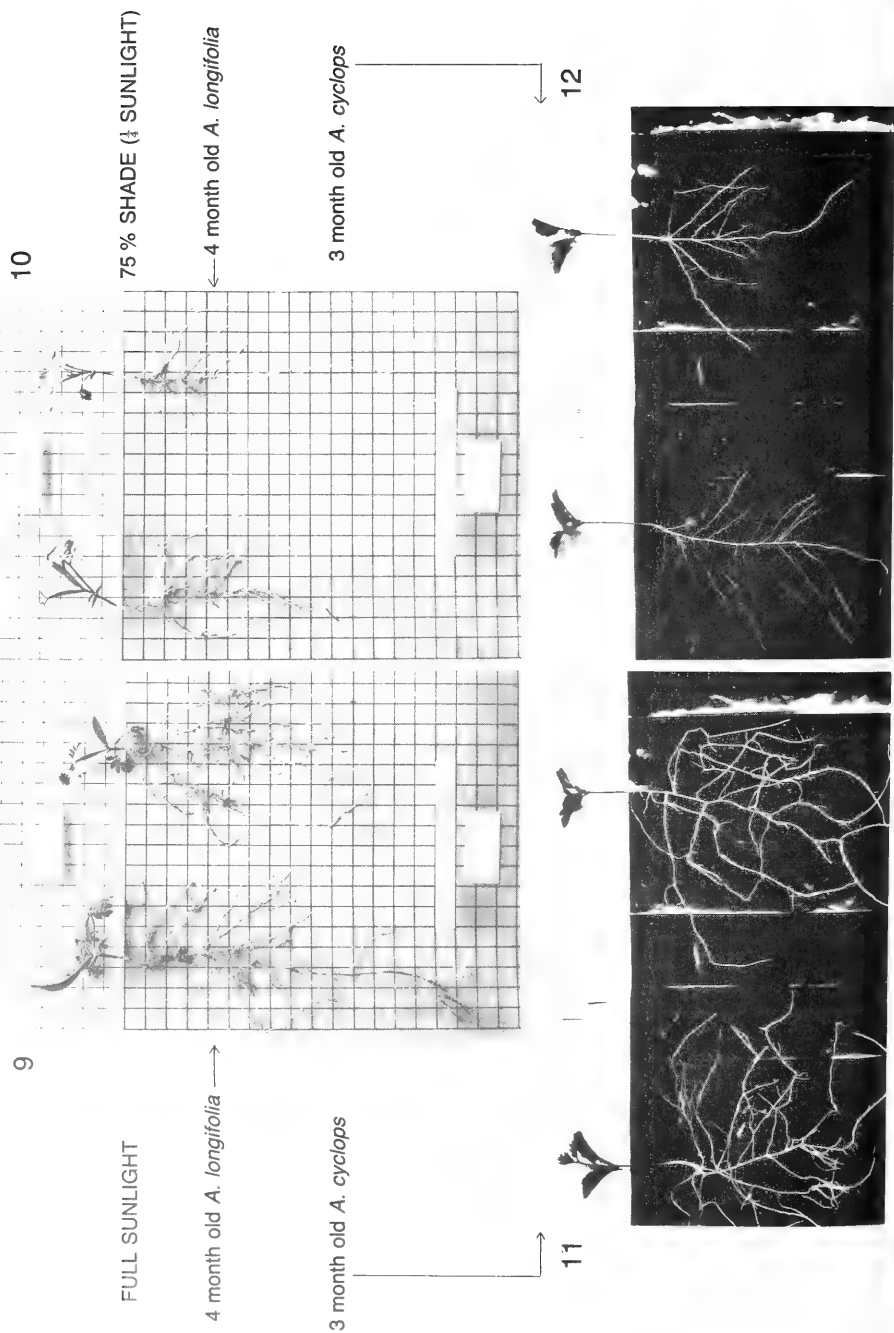 9
10
FULL SUNLIGHT
75 % SHADE (¼ SUNLIGHT)
4 month old A. longifolia
4 month old A. longifolia
3 month old A. cyclops
3 month old A. cyclops
11
12